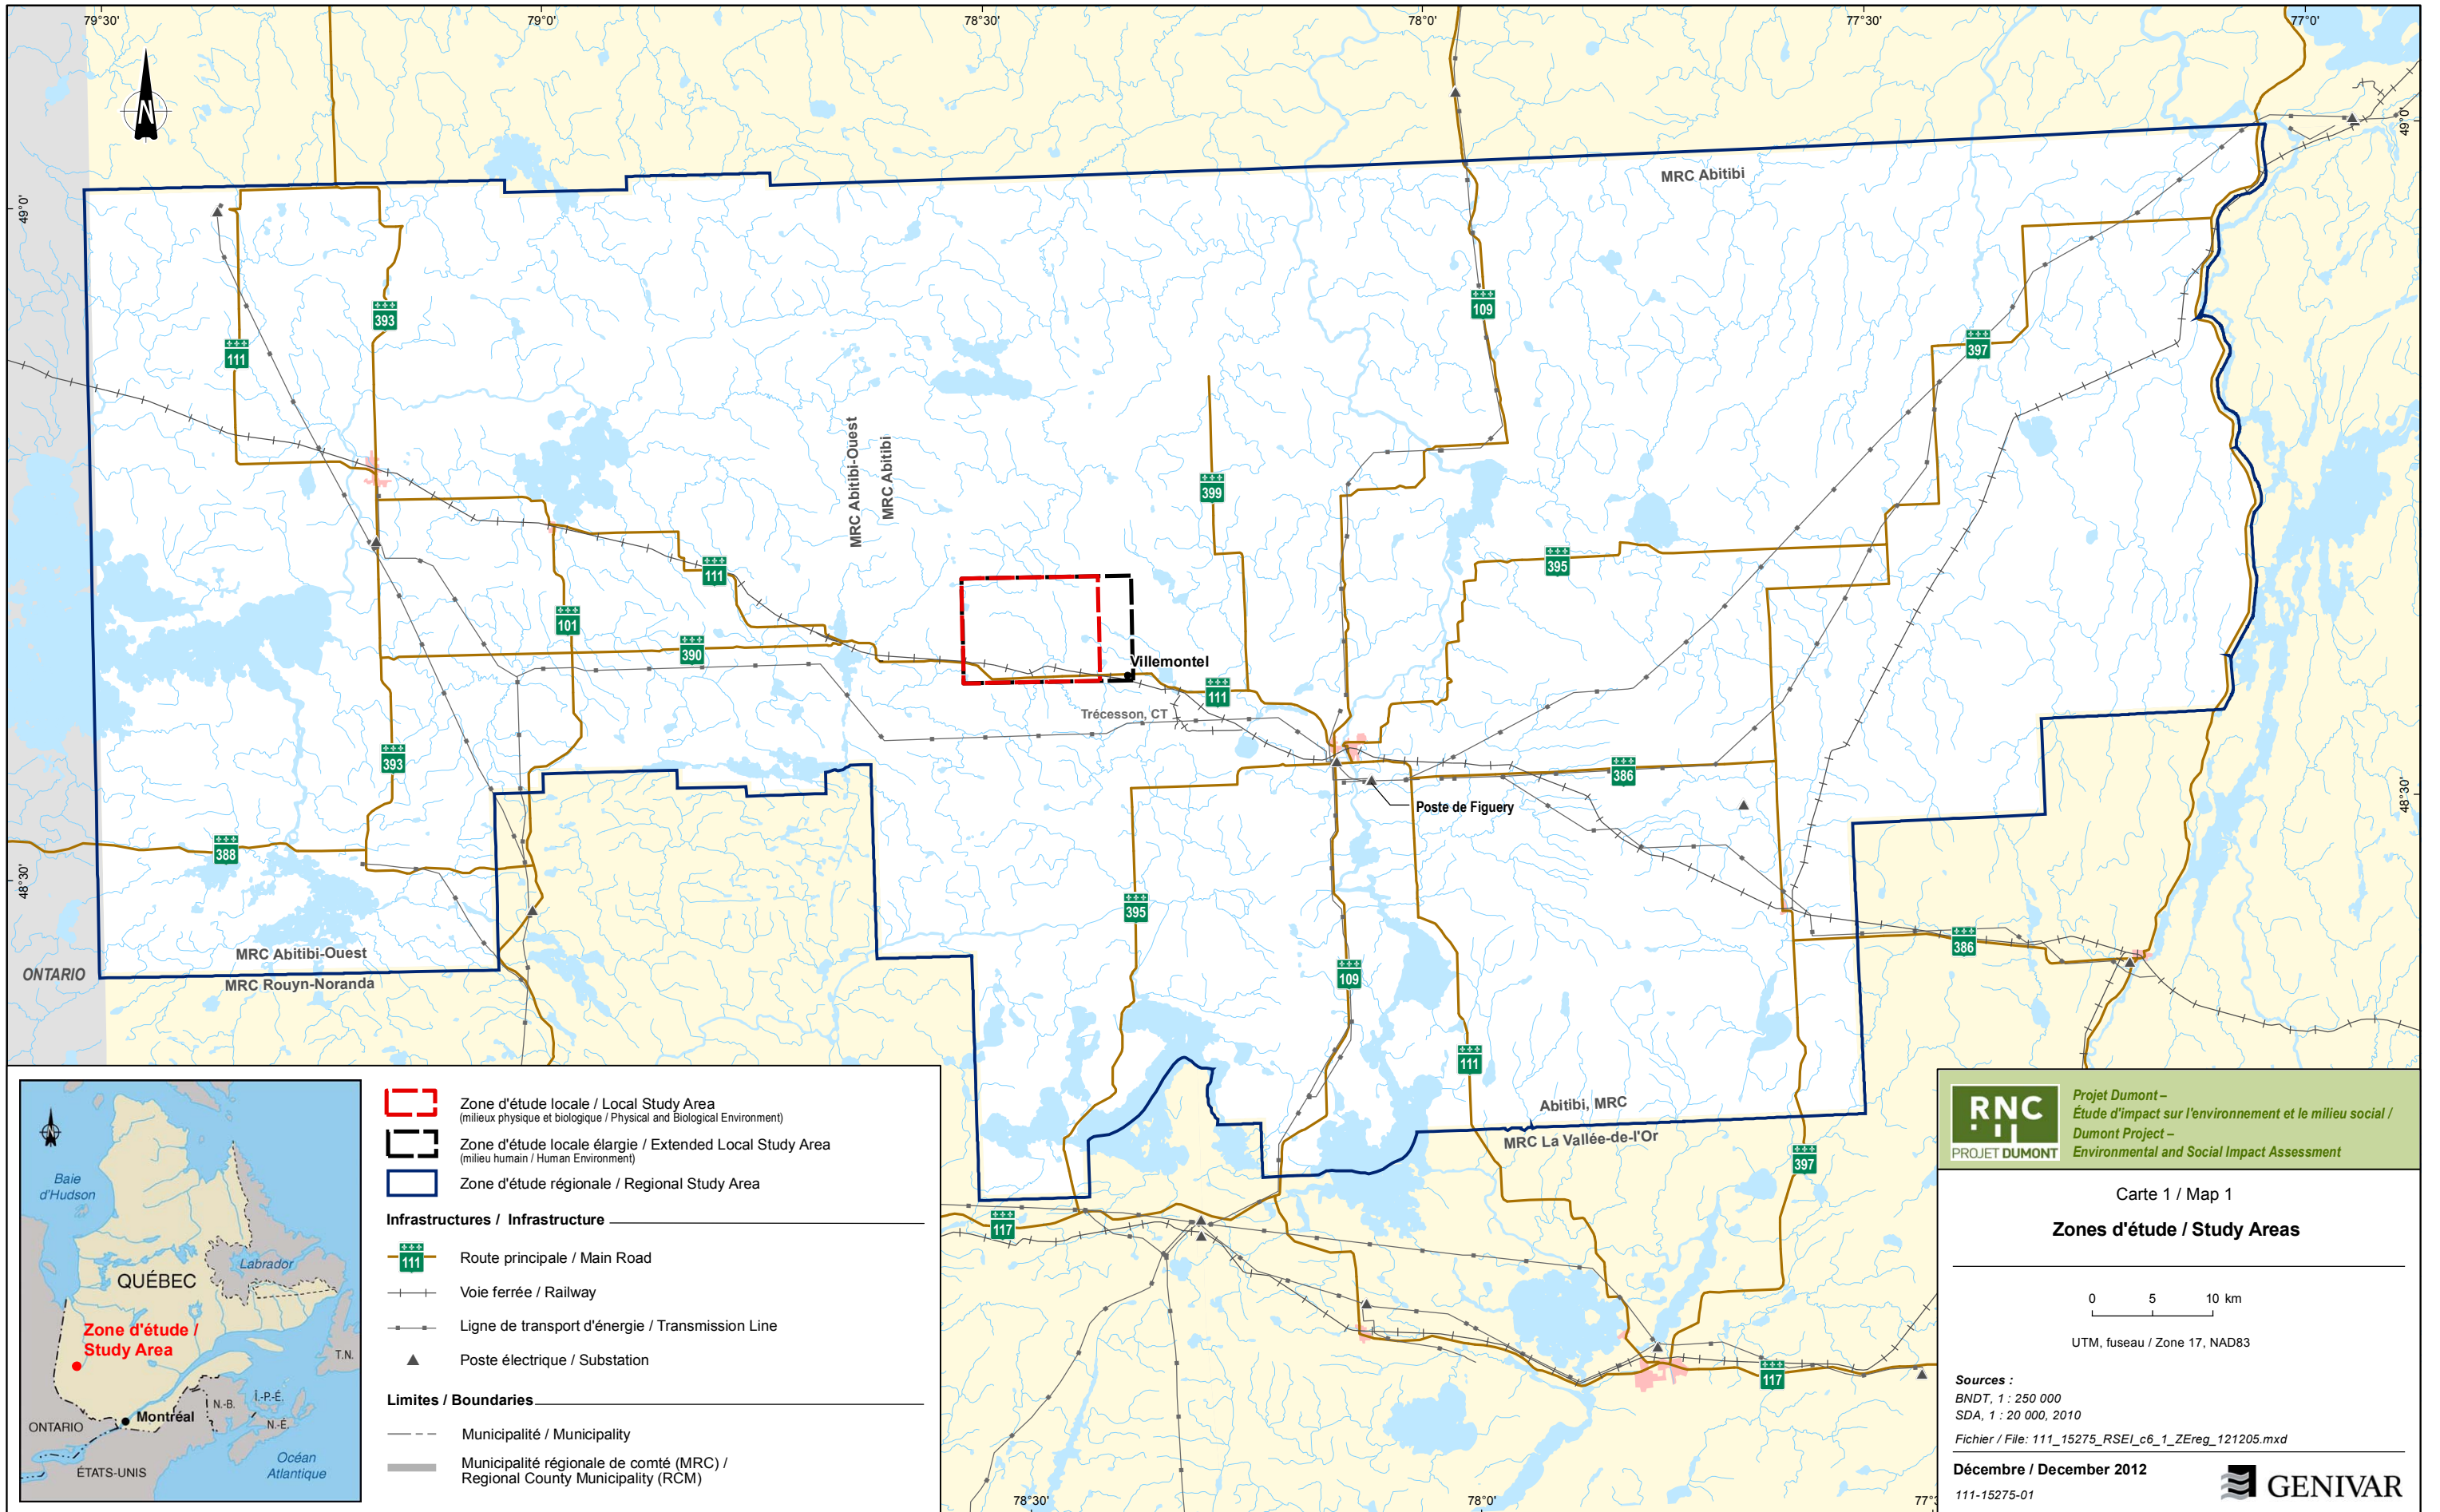 79°30'
79°0'
78°30'
78°0'
77°30'
77°0'
N
49°0'
49°0'
MRC Abitibi
393
111
109
397
MRC Abitibi-Ouest
MRC Abitibi
399
111
395
101
390
Villemontel
111
Trécesson, CT
393
386
Poste de Figuery
48°30'
388
48°30'
395
386
109
MRC Abitibi-Ouest
ONTARIO
MRC Rouyn-Noranda
111
Abitibi, MRC
MRC La Vallée-de-l'Or
397
117
117
78°30'
78°0'
77°
Baie
d'Hudson
QUÉBEC
Labrador
Zone d'étude /
Study Area
T.N.
Î.-P.-É.
N.-B.
N.-É.
Montréal
ONTARIO
ÉTATS-UNIS
Océan
Atlantique
Zone d'étude locale / Local Study Area
(milieux physique et biologique / Physical and Biological Environment)
Zone d'étude locale élargie / Extended Local Study Area
(milieu humain / Human Environment)
Zone d'étude régionale / Regional Study Area
Infrastructures / Infrastructure
111
Route principale / Main Road
Voie ferrée / Railway
Ligne de transport d'énergie / Transmission Line
Poste électrique / Substation
Limites / Boundaries
Municipalité / Municipality
Municipalité régionale de comté (MRC) /
Regional County Municipality (RCM)
RNC
PROJET DUMONT
Projet Dumont –
Étude d'impact sur l'environnement et le milieu social /
Dumont Project –
Environmental and Social Impact Assessment
Carte 1 / Map 1
Zones d'étude / Study Areas
0 5 10 km
UTM, fuseau / Zone 17, NAD83
Sources :
BNDT, 1 : 250 000
SDA, 1 : 20 000, 2010
Fichier / File: 111_15275_RSEI_c6_1_ZEreg_121205.mxd
Décembre / December 2012
111-15275-01
GENIVAR